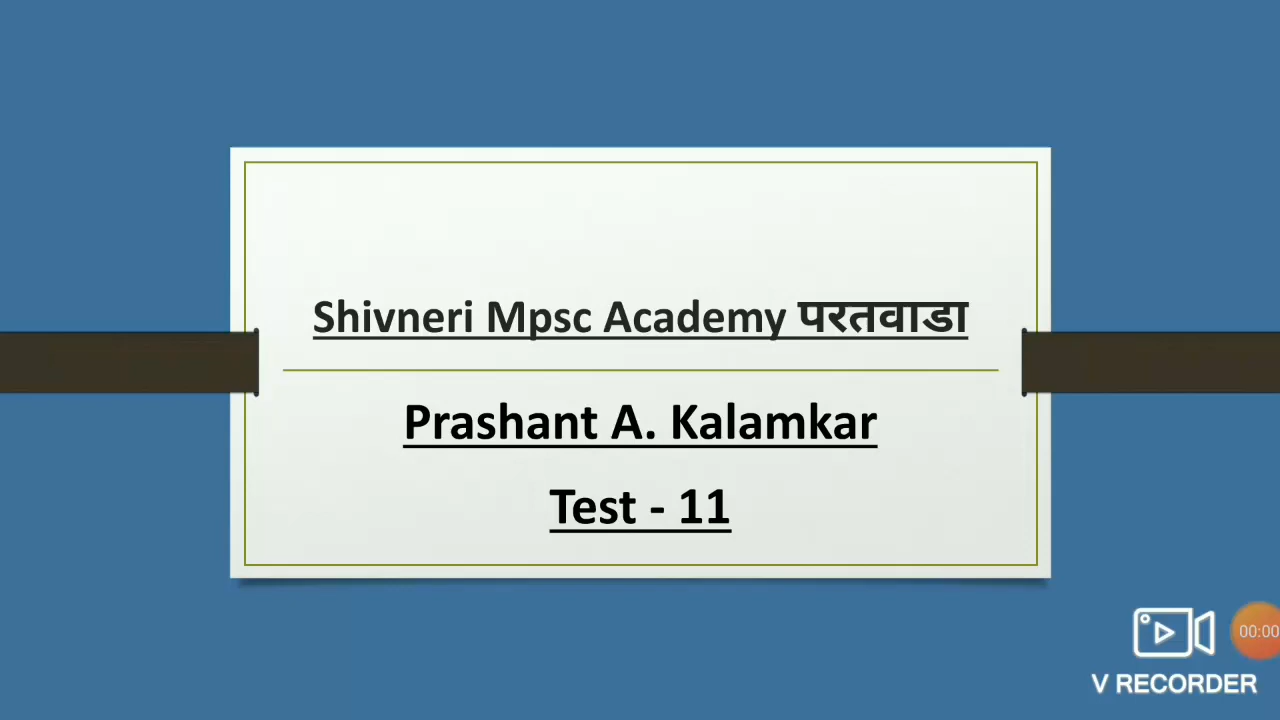 Shivneri Mpsc Academy परतवाडा
Prashant A. Kalamkar
Test - 11
00:00
V RECORDER